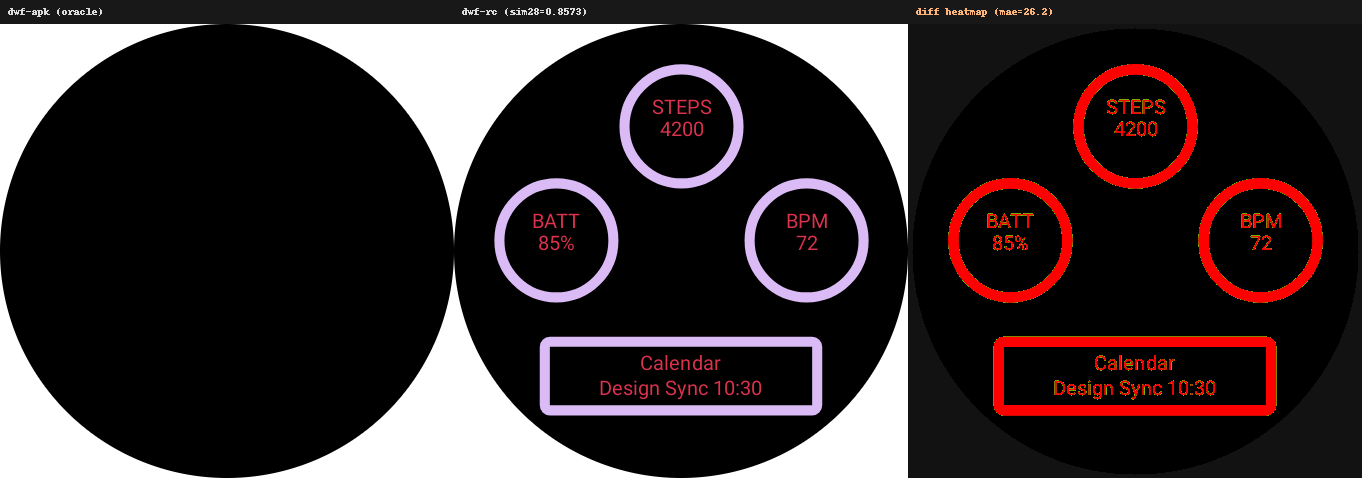 dwf-apk (oracle)
dwf-rc (sim28=0.8573)
diff heatmap (mae=26.2)
STEPS
4200
BATT
85%
BPM
72
Calendar
Design Sync 10:30
STEPS
4200
BATT
85%
BPM
72
Calendar
Design Sync 10:30